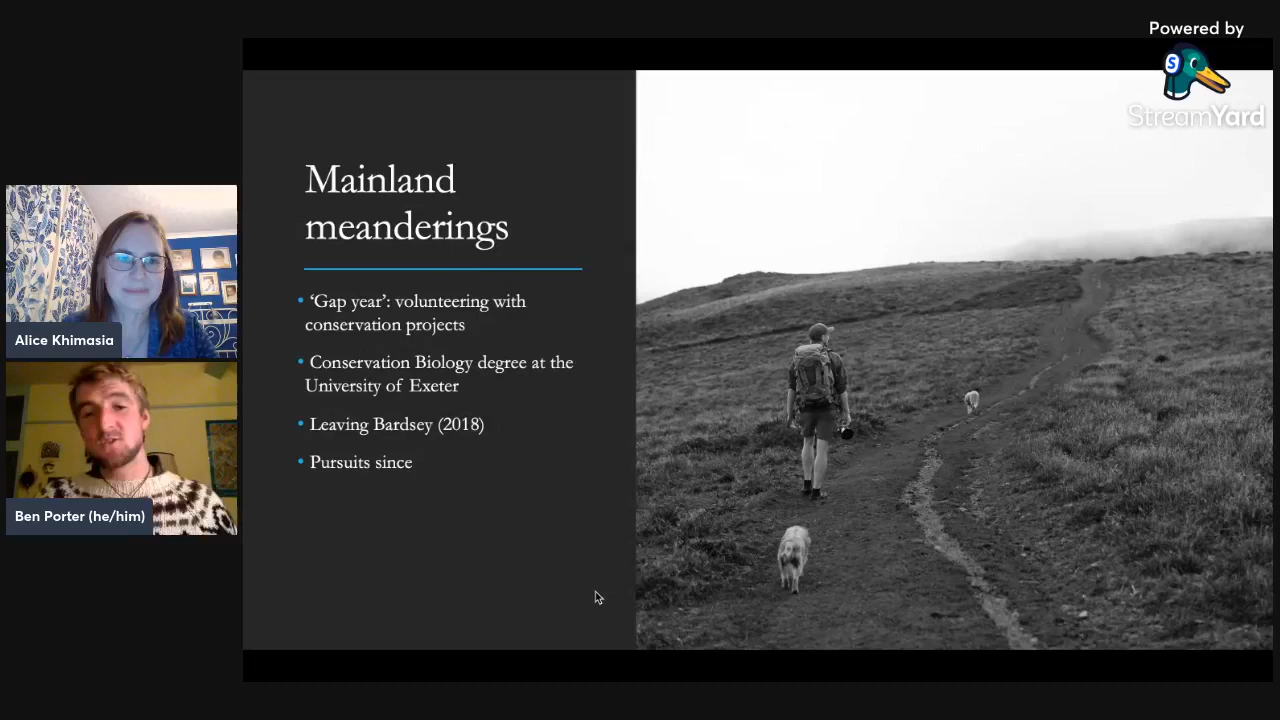 Powered by
S
StreamYard
Mainland
meanderings
• ‘Gap year’: volunteering with
conservation projects
• Conservation Biology degree at the
University of Exeter
• Leaving Bardsey (2018)
• Pursuits since
Alice Khimasia
Ben Porter (he/him)